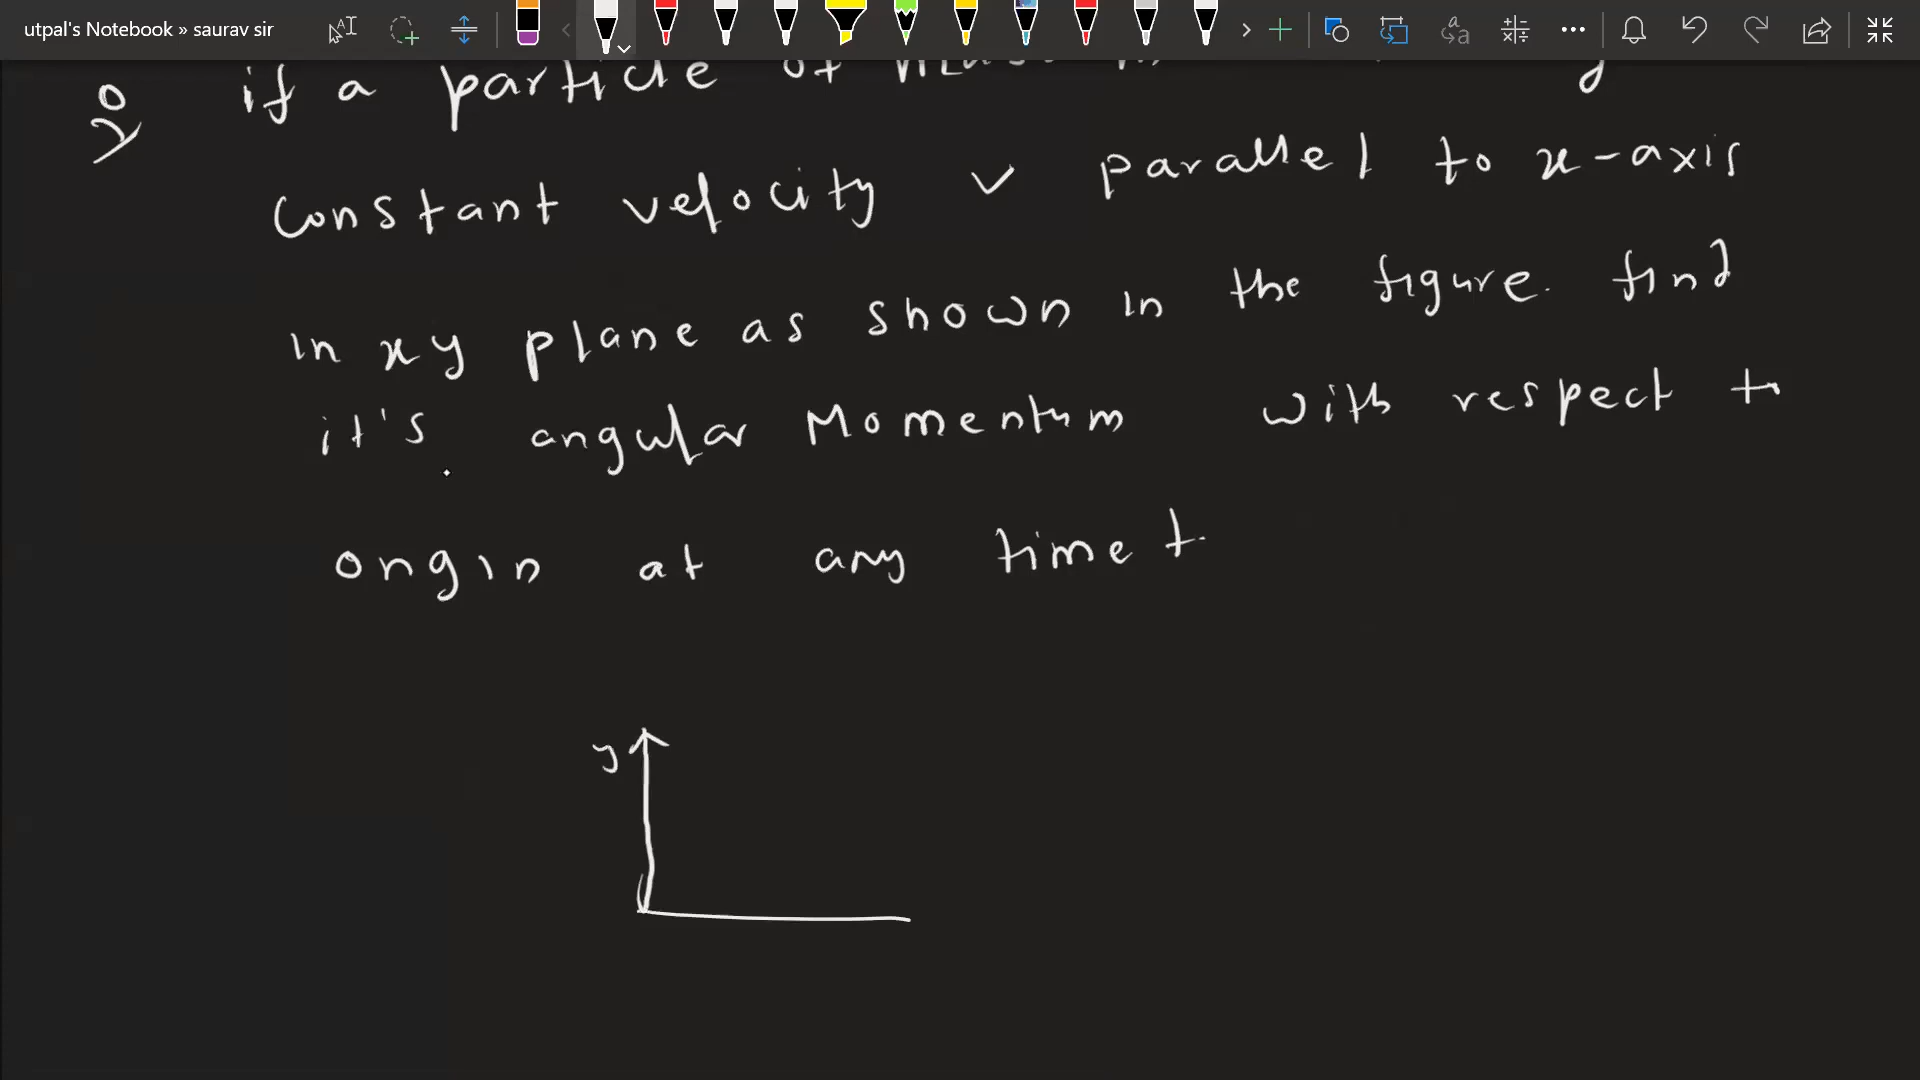 utpal's Notebook » saurav sir
if a particle of mass m
constant velocity v parallel to x-axis
in xy plane as shown in the figure. find
it's angular Momentum with respect to
origin at any time t.
y